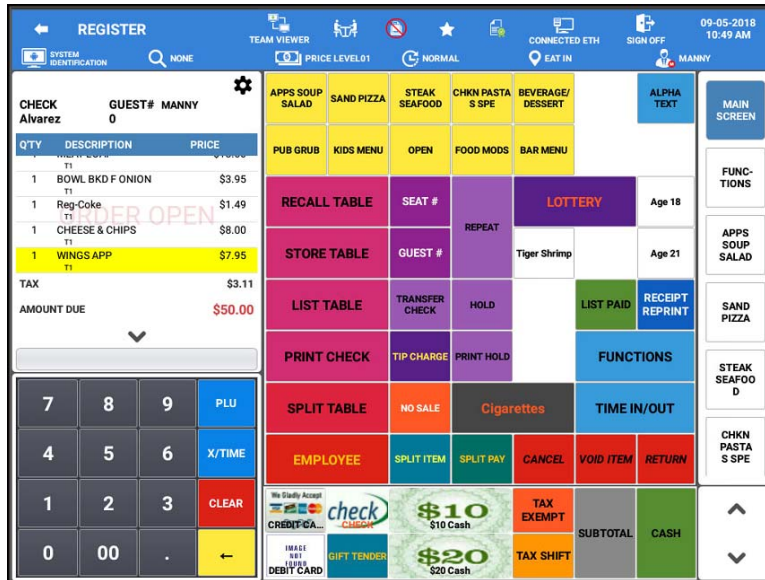 REGISTER
TEAM VIEWER
CONNECTED ETH
SIGN OFF
09-05-2018
10:49 AM
SYSTEM
IDENTIFICATION
NONE
PRICE LEVEL01
NORMAL
EAT IN
MANNY
CHECK GUEST# MANNY
Alvarez 0
Q'TY DESCRIPTION PRICE
T1
1 BOWL BKD F ONION $3.95
T1
1 Reg-Coke $1.49
T1
ORDER OPEN
1 CHEESE & CHIPS $8.00
T1
1 WINGS APP $7.95
T1
TAX $3.11
AMOUNT DUE $50.00
7 8 9 PLU
4 5 6 X/TIME
1 2 3 CLEAR
0 00 . ←
APPS SOUP
SALAD
SAND PIZZA
STEAK
SEAFOOD
CHKN PASTA
S SPE
BEVERAGE/
DESSERT
ALPHA
TEXT
PUB GRUB
KIDS MENU
OPEN
FOOD MODS
BAR MENU
RECALL TABLE
SEAT #
REPEAT
LOTTERY
Age 18
STORE TABLE
GUEST #
Tiger Shrimp
Age 21
LIST TABLE
TRANSFER
CHECK
HOLD
LIST PAID
RECEIPT
REPRINT
PRINT CHECK
TIP CHARGE
PRINT HOLD
FUNCTIONS
SPLIT TABLE
NO SALE
Cigarettes
TIME IN/OUT
EMPLOYEE
SPLIT ITEM
SPLIT PAY
CANCEL
VOID ITEM
RETURN
We Gladly Accept
CREDIT CA...
check
CHECK
$10
$10 Cash
TAX
EXEMPT
SUBTOTAL
CASH
IMAGE
NOT
FOUND
DEBIT CARD
GIFT TENDER
$20
$20 Cash
TAX SHIFT
MAIN
SCREEN
FUNC-
TIONS
APPS
SOUP
SALAD
SAND
PIZZA
STEAK
SEAFOO
D
CHKN
PASTA
S SPE